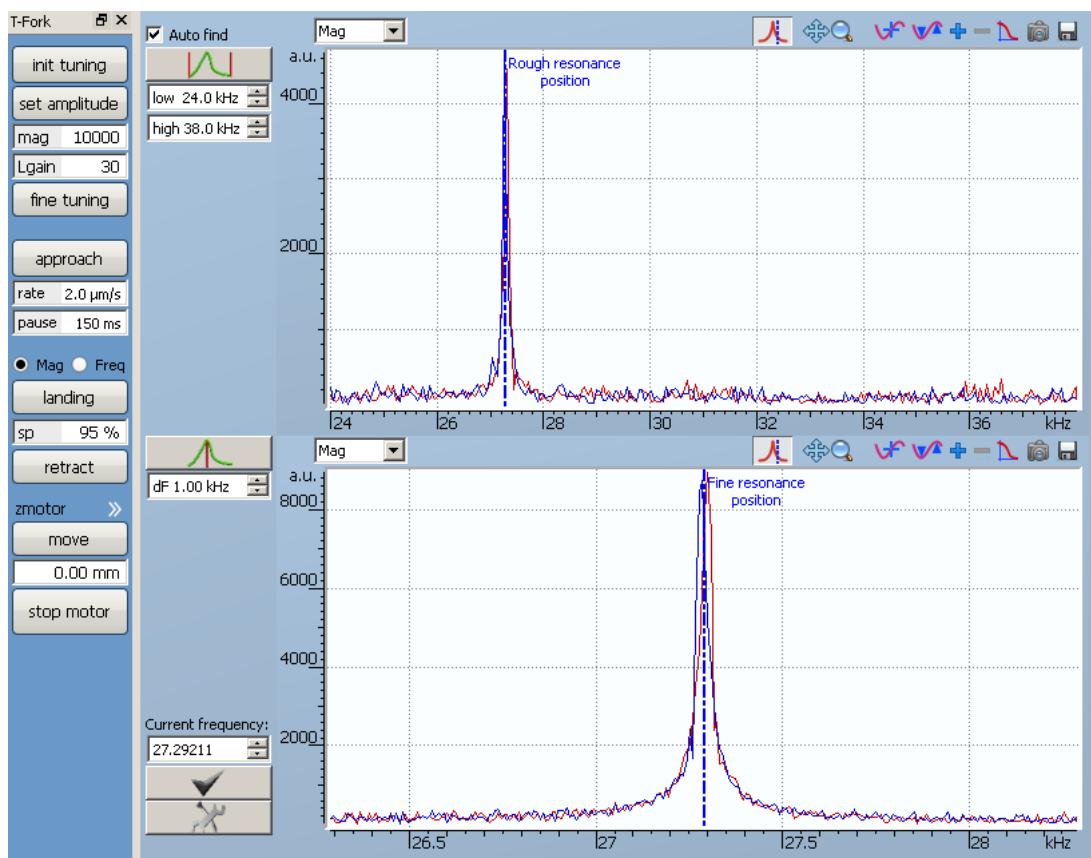 T-Fork
init tuning
set amplitude
mag 10000
Lgain 30
fine tuning
approach
rate 2.0 µm/s
pause 150 ms
Mag Freq
landing
sp 95 %
retract
zmotor
move
0.00 mm
stop motor
Auto find
low 24.0 kHz
high 38.0 kHz
Mag
a.u.
4000
2000
Rough resonance
position
24 26 28 30 32 34 36 kHz
dF 1.00 kHz
Mag
a.u.
8000
6000
4000
2000
Fine resonance
position
26.5 27 27.5 28 kHz
Current frequency:
27.29211